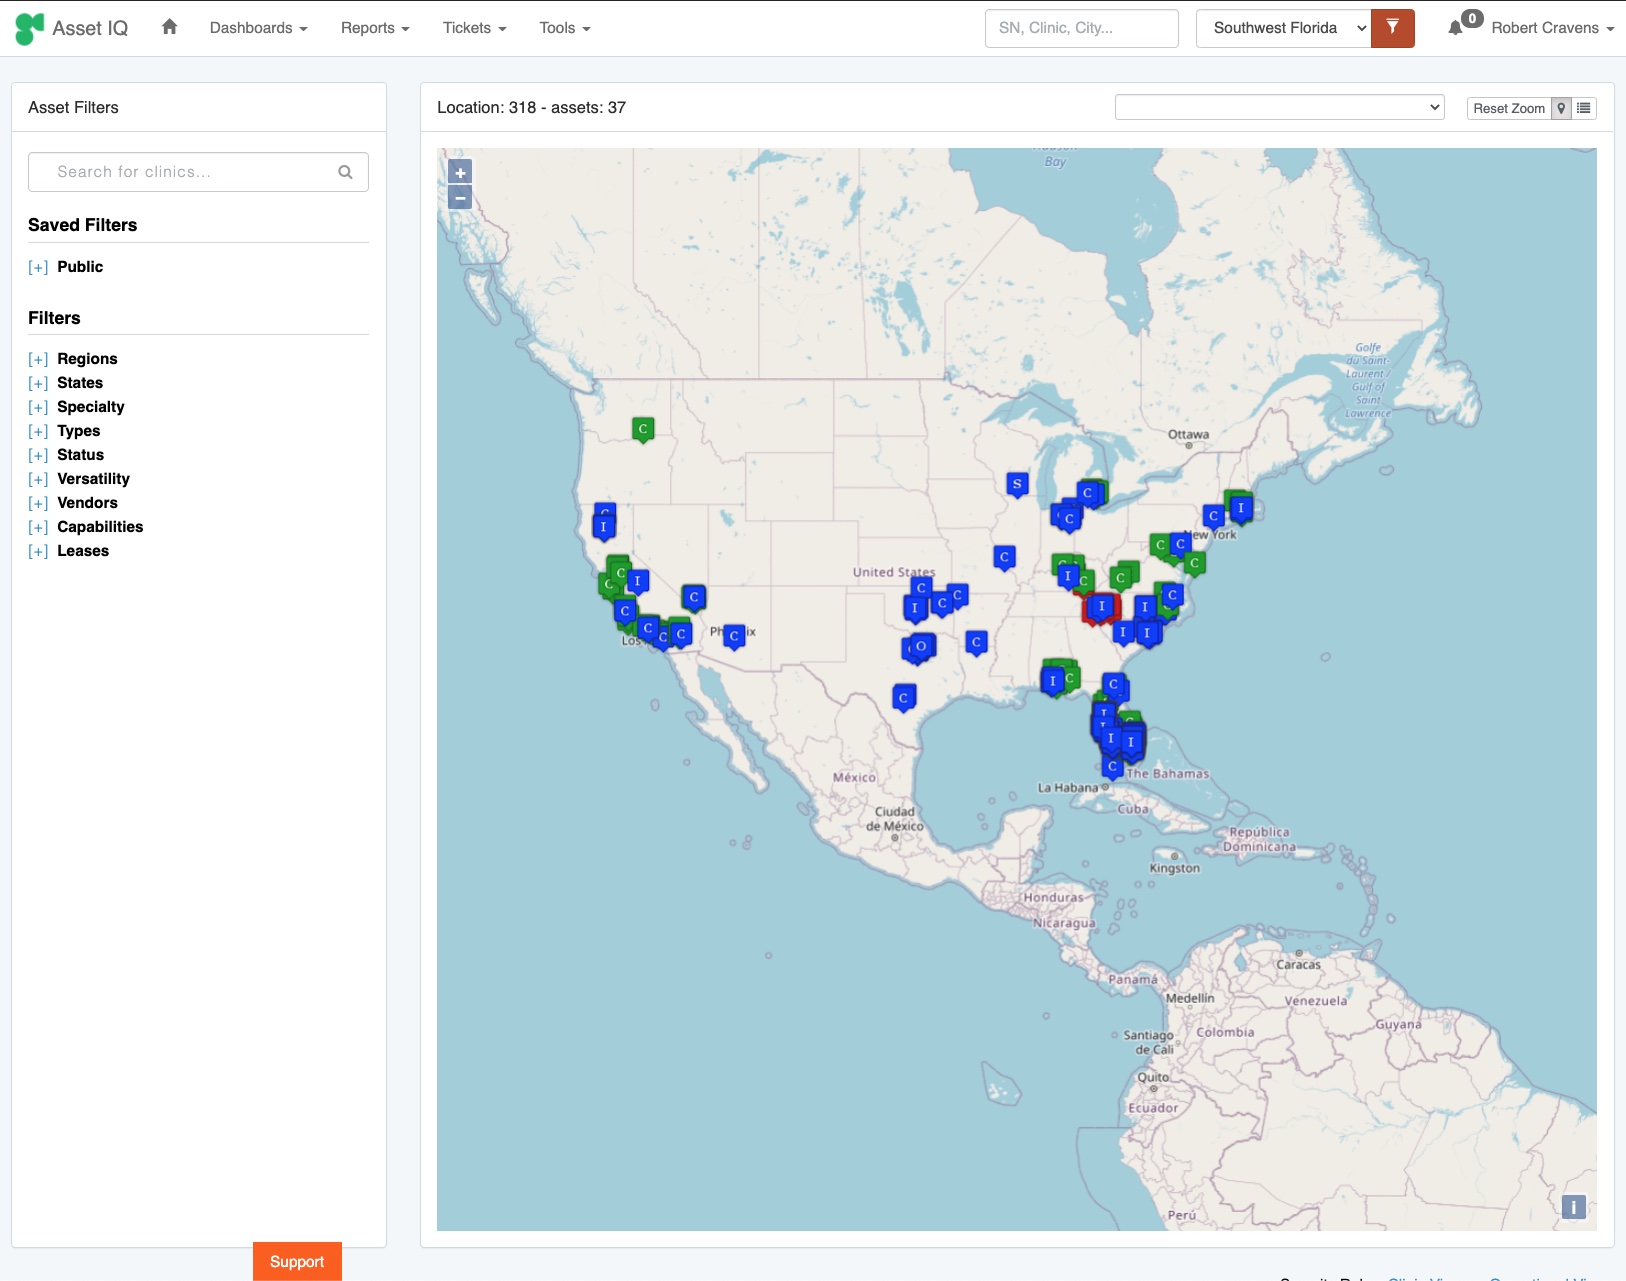 Asset IQ
Dashboards
Reports
Tickets
Tools
SN, Clinic, City...
Southwest Florida
0
Robert Cravens
Asset Filters
Search for clinics...
Saved Filters
[+] Public
Filters
[+] Regions
[+] States
[+] Specialty
[+] Types
[+] Status
[+] Versatility
[+] Vendors
[+] Capabilities
[+] Leases
Support
Location: 318 - assets: 37
Reset Zoom
+
−
Hudson
Bay
Golfe
du Saint-
Laurent /
Gulf of
Saint
Lawrence
Ottawa
C
S
C
C
C
I
C
I
C
New York
C
C
C
C
C
I
C
C
United States
C
I
C
C
C
I
C
C
I
C
C
I
I
C
C
C
C
Los
Phoenix
C
O
C
I
I
I
C
C
C
I
C
I
I
I
C
The Bahamas
La Habana
Cuba
México
Ciudad
de México
República
Dominicana
Kingston
Honduras
Nicaragua
Caracas
Panamá
Medellín
Venezuela
Guyana
Santiago
de Cali
Colombia
Quito
Ecuador
Perú
i